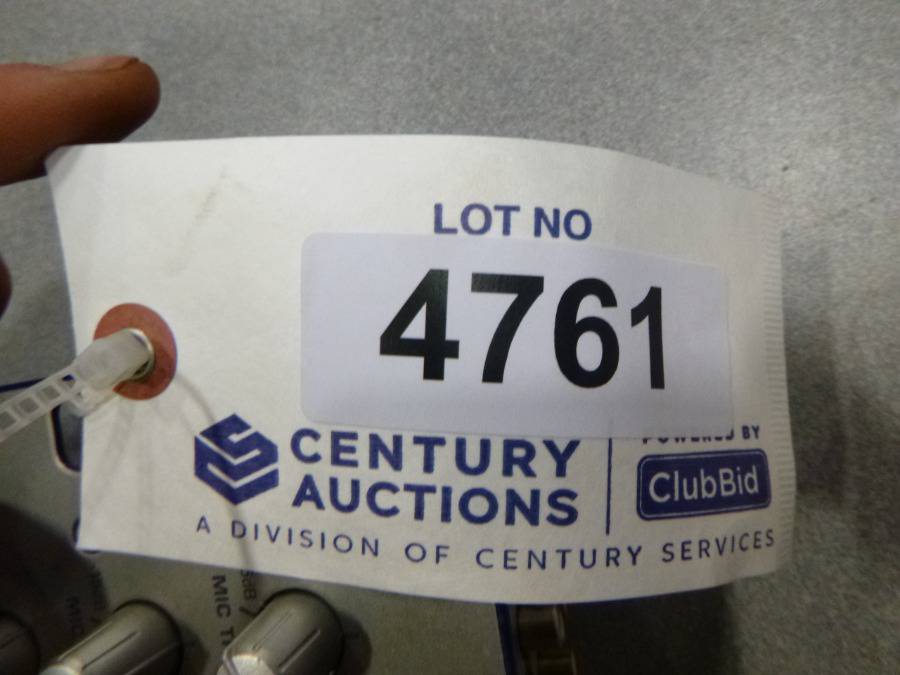 LOT NO
4761
CENTURY
AUCTIONS
POWERED BY
ClubBid
A DIVISION OF CENTURY SERVICES
MIC